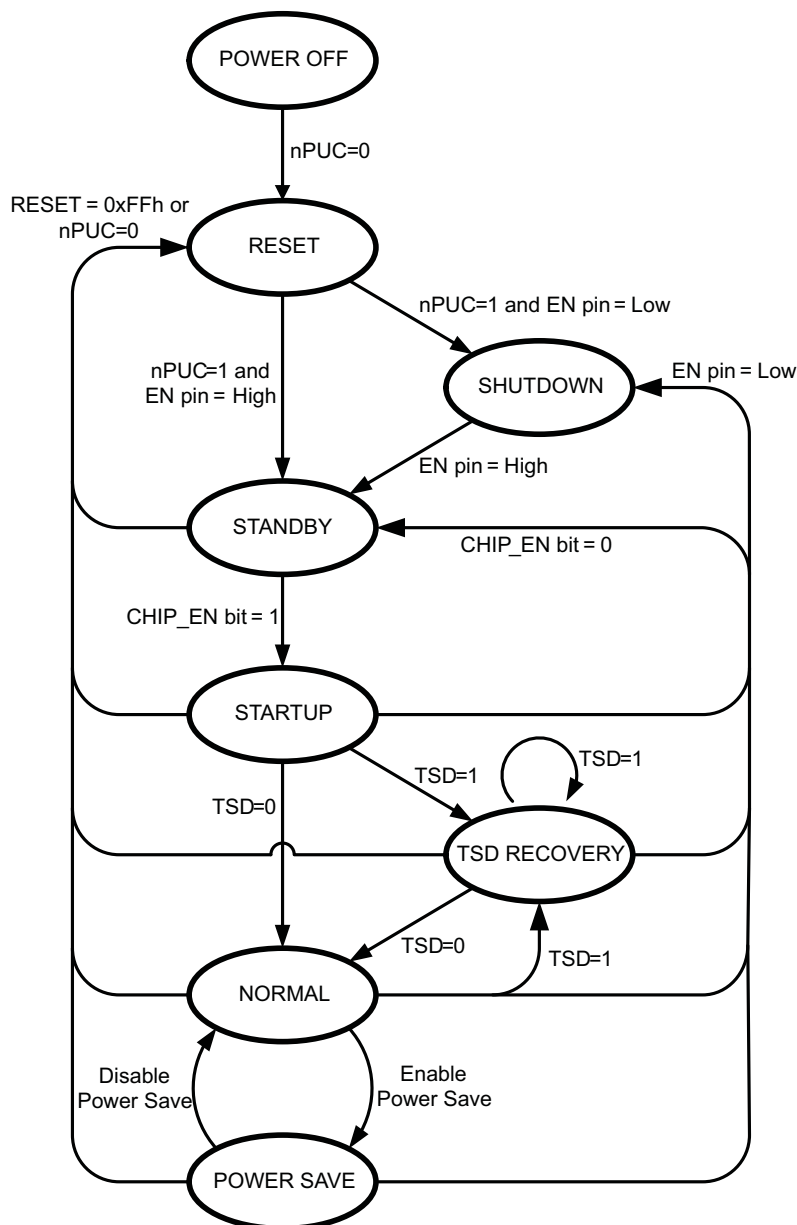 POWER OFF
nPUC=0
RESET = 0xFFh or
nPUC=0
RESET
nPUC=1 and EN pin = Low
nPUC=1 and
EN pin = High
SHUTDOWN
EN pin = Low
EN pin = High
STANDBY
CHIP_EN bit = 0
CHIP_EN bit = 1
STARTUP
TSD=1
TSD=1
TSD=0
TSD RECOVERY
TSD=0
TSD=1
NORMAL
Disable
Power Save
Enable
Power Save
POWER SAVE